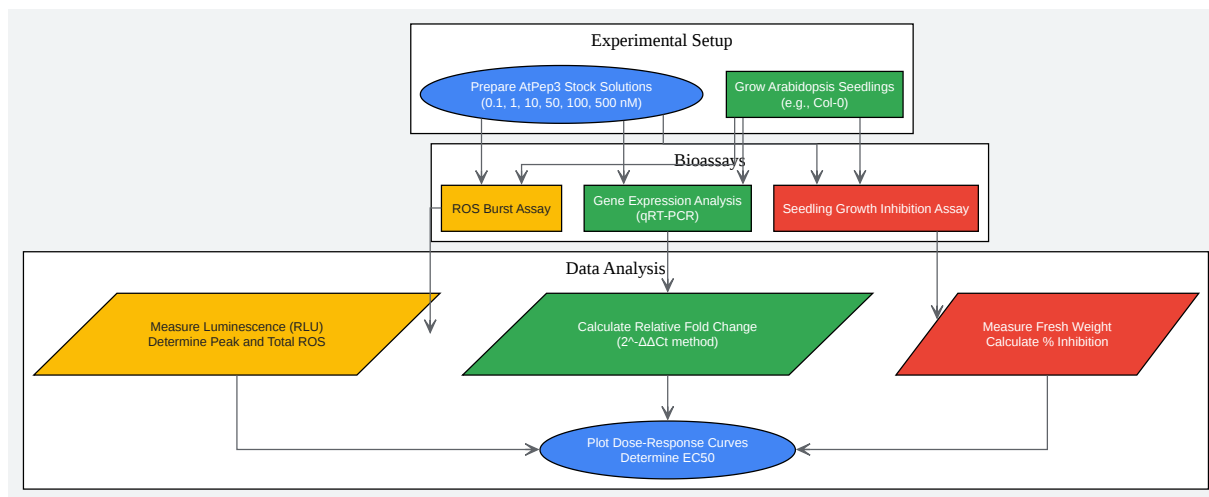 Experimental Setup
Prepare AtPep3 Stock Solutions
(0.1, 1, 10, 50, 100, 500 nM)
Grow Arabidopsis Seedlings
(e.g., Col-0)
Bioassays
ROS Burst Assay
Gene Expression Analysis
(qRT-PCR)
Seedling Growth Inhibition Assay
Data Analysis
Measure Luminescence (RLU)
Determine Peak and Total ROS
Calculate Relative Fold Change
(2^-ΔΔCt method)
Measure Fresh Weight
Calculate % Inhibition
Plot Dose-Response Curves
Determine EC50